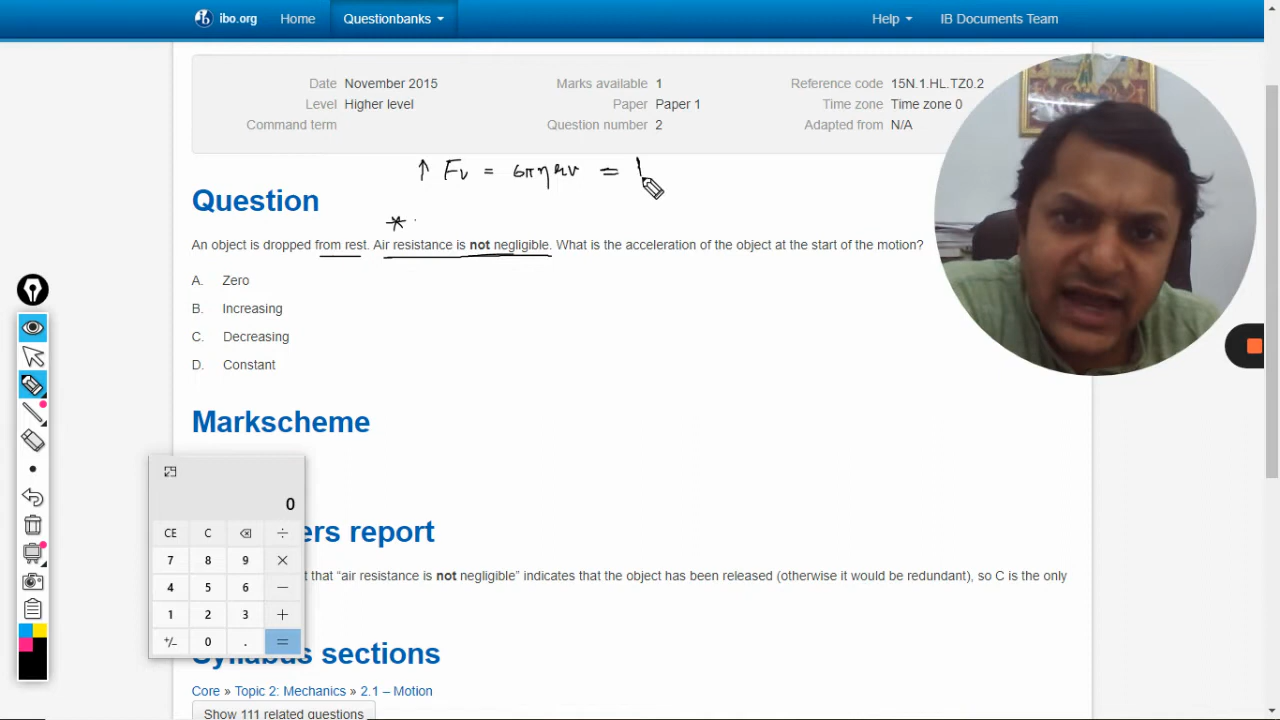 ibo.org Home Questionbanks Help IB Documents Team
Date November 2015 Marks available 1 Reference code 15N.1.HL.TZ0.2
Level Higher level Paper Paper 1 Time zone Time zone 0
Command term Question number 2 Adapted from N/A
↑ Fv = 6πηrv =
Question
*
An object is dropped from rest. Air resistance is not negligible. What is the acceleration of the object at the start of the motion?
A. Zero
B. Increasing
C. Decreasing
D. Constant
Markscheme
0
ers report
CE C ⌫ ÷
7 8 9 ×
t that “air resistance is not negligible” indicates that the object has been released (otherwise it would be redundant), so C is the only
4 5 6 −
1 2 3 +
+/− 0 . =
Syllabus sections
Core » Topic 2: Mechanics » 2.1 – Motion
Show 111 related questions